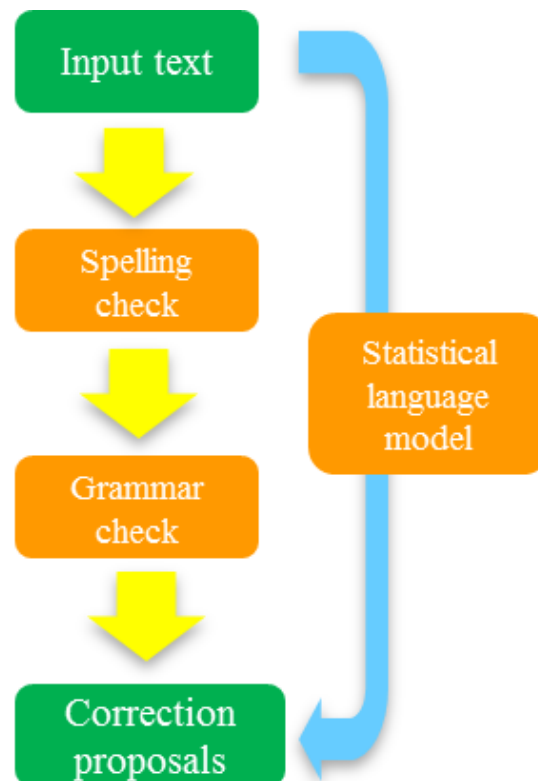 Input text
Spelling
check
Statistical
language
model
Grammar
check
Correction
proposals